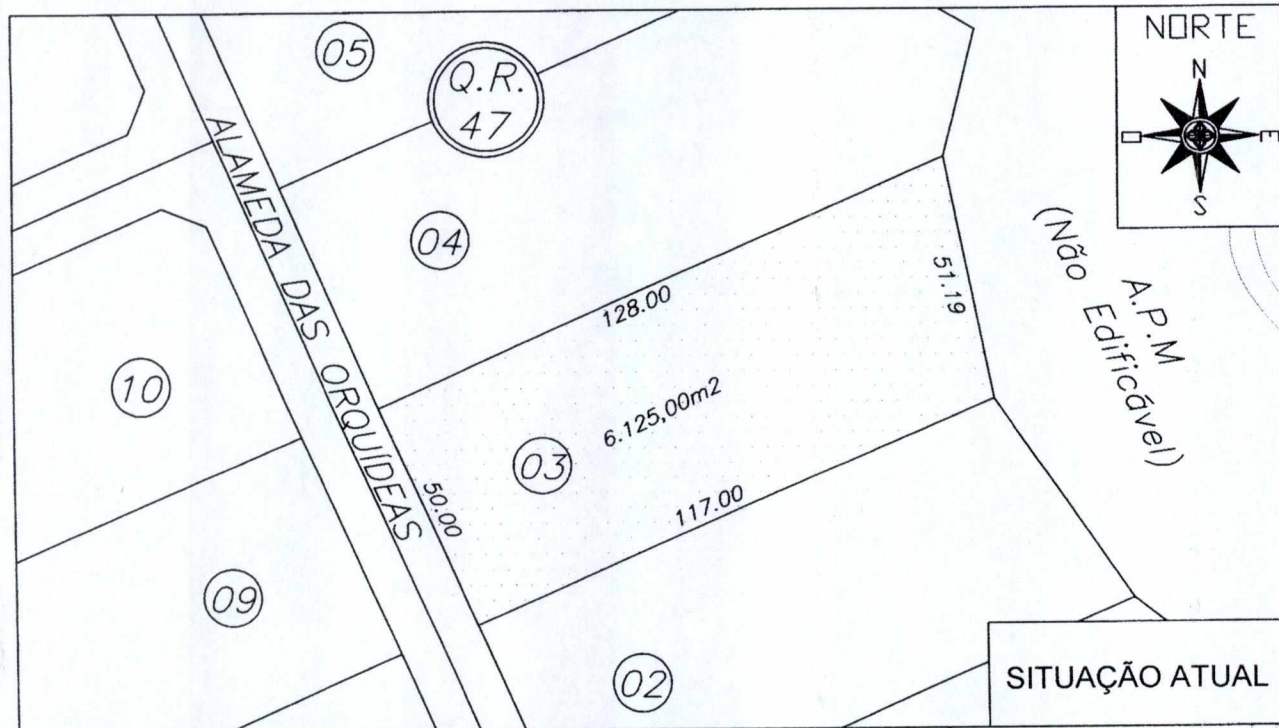 NORTE
N
O
E
S
05
Q.R.
47
ALAMEDA DAS ORQUÍDEAS
04
(Não Edificável)
A.P.M
51.19
128.00
10
6.125,00m2
03
50.00
117.00
09
02
SITUAÇÃO ATUAL